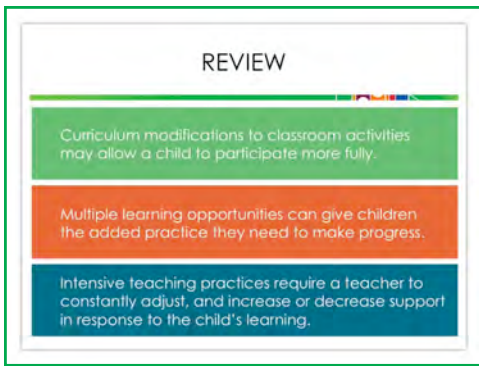 REVIEW
Curriculum modifications to classroom activities
may allow a child to participate more fully.
Multiple learning opportunities can give children
the added practice they need to make progress.
Intensive teaching practices require a teacher to
constantly adjust, and increase or decrease support
in response to the child's learning.